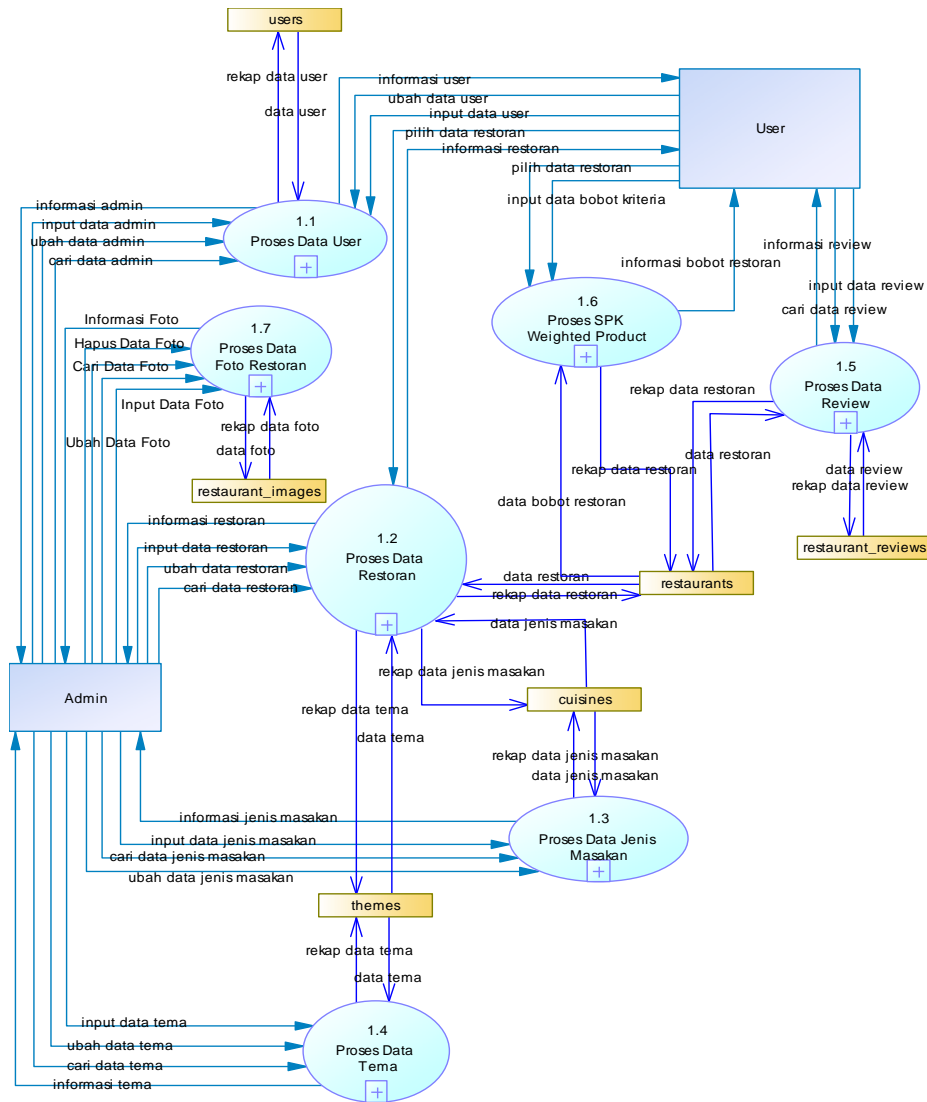 users
rekap data user
data user
informasi user
ubah data user
input data user
pilih data restoran
informasi restoran
User
pilih data restoran
input data bobot kriteria
informasi admin
input data admin
ubah data admin
cari data admin
1.1
Proses Data User
informasi review
informasi bobot restoran
input data review
cari data review
1.6
Proses SPK
Weighted Product
Informasi Foto
Hapus Data Foto
Cari Data Foto
Input Data Foto
Ubah Data Foto
1.7
Proses Data
Foto Restoran
rekap data foto
data foto
restaurant_images
1.5
Proses Data
Review
rekap data restoran
data restoran
rekap data restoran
data bobot restoran
data review
rekap data review
restaurant_reviews
informasi restoran
input data restoran
ubah data restoran
cari data restoran
1.2
Proses Data
Restoran
data restoran
rekap data restoran
restaurants
data jenis masakan
rekap data jenis masakan
Admin
cuisines
rekap data tema
data tema
rekap data jenis masakan
data jenis masakan
informasi jenis masakan
input data jenis masakan
cari data jenis masakan
ubah data jenis masakan
1.3
Proses Data Jenis
Masakan
themes
rekap data tema
data tema
input data tema
ubah data tema
cari data tema
informasi tema
1.4
Proses Data
Tema